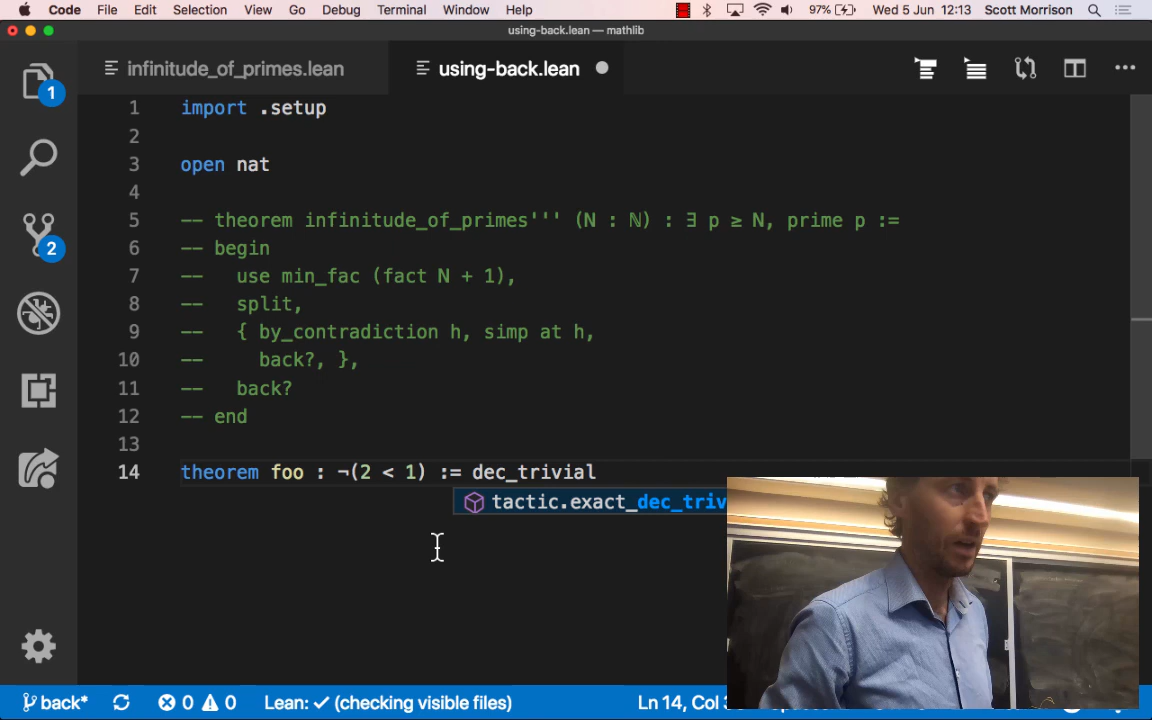 Code File Edit Selection View Go Debug Terminal Window Help 97% Wed 5 Jun 12:13 Scott Morrison
using-back.lean — mathlib
infinitude_of_primes.lean using-back.lean
1 import .setup
2
3 open nat
4
5 -- theorem infinitude_of_primes''' (N : ℕ) : ∃ p ≥ N, prime p :=
6 -- begin
7 --   use min_fac (fact N + 1),
8 --   split,
9 --   { by_contradiction h, simp at h,
10 --     back?, },
11 --   back?
12 -- end
13
14 theorem foo : ¬(2 < 1) := dec_trivial
tactic.exact_dec_triv
1
2
back* 0 0 Lean: ✓ (checking visible files) Ln 14, Col